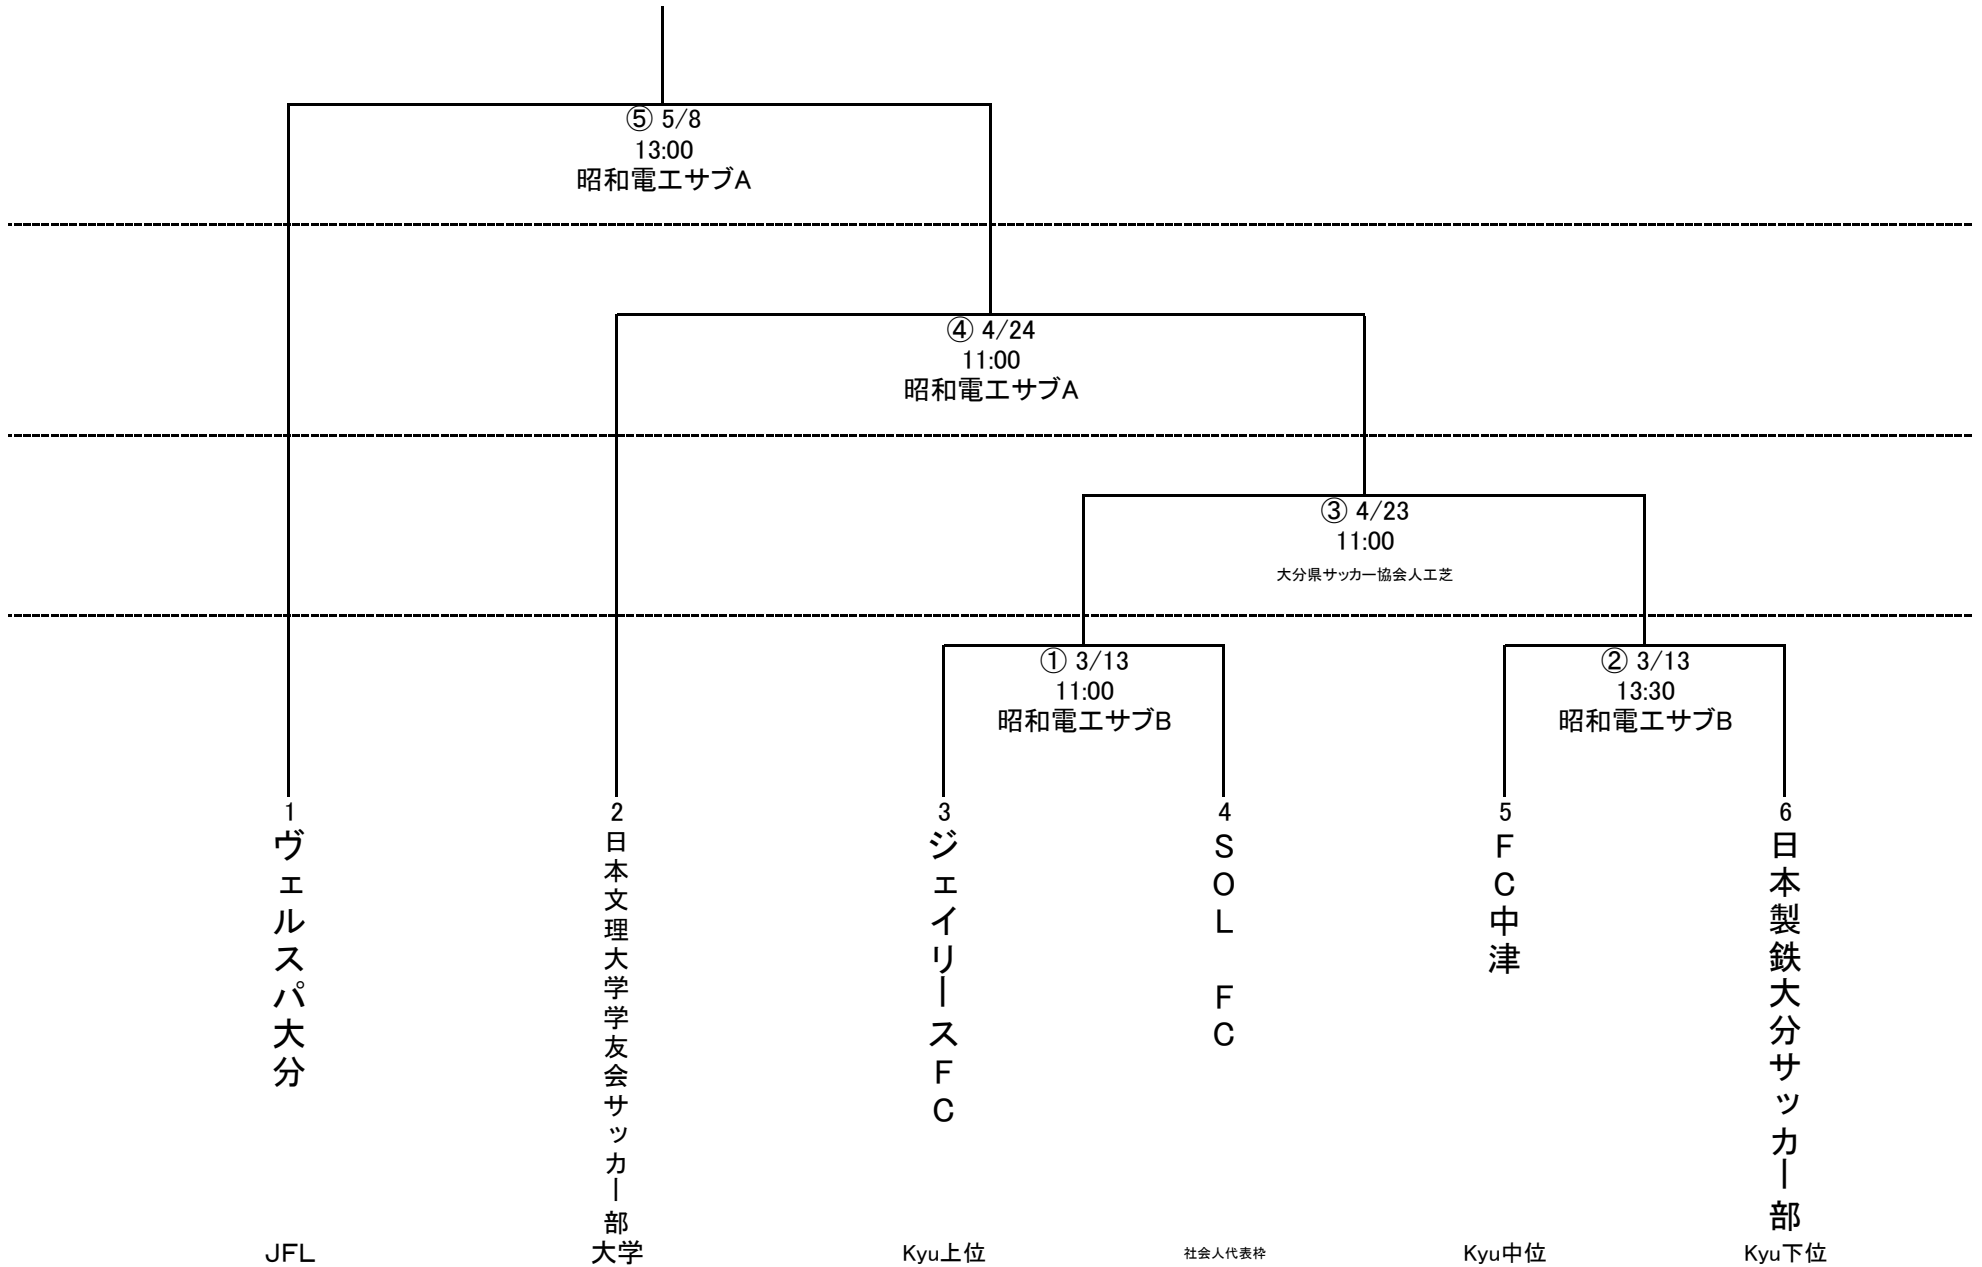 ⑤ 5/8
13:00
昭和電工サブA
④ 4/24
11:00
昭和電工サブA
③ 4/23
11:00
大分県サッカー協会人工芝
① 3/13
11:00
昭和電工サブB
② 3/13
13:30
昭和電工サブB
1
ヴェルスパ大分
JFL
2
日本文理大学学友会サッカー部
大学
3
ジェイリースFC
Kyu上位
4
SOL FC
社会人代表枠
5
FC中津
Kyu中位
6
日本製鉄大分サッカー部
Kyu下位